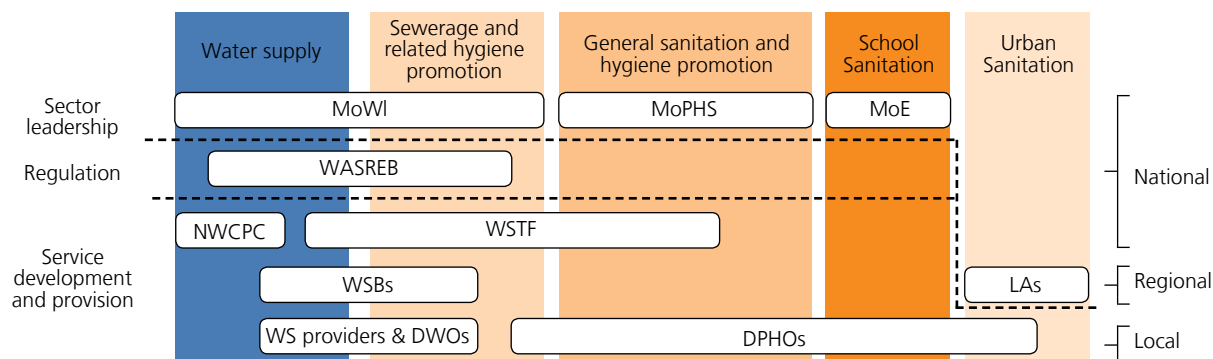 Water supply
Sewerage and
related hygiene
promotion
General sanitation and
hygiene promotion
School
Sanitation
Urban
Sanitation
Sector
leadership
MoWl
MoPHS
MoE
Regulation
WASREB
National
NWCPC
WSTF
Service
development
and provision
WSBs
LAs
Regional
WS providers & DWOs
DPHOs
Local